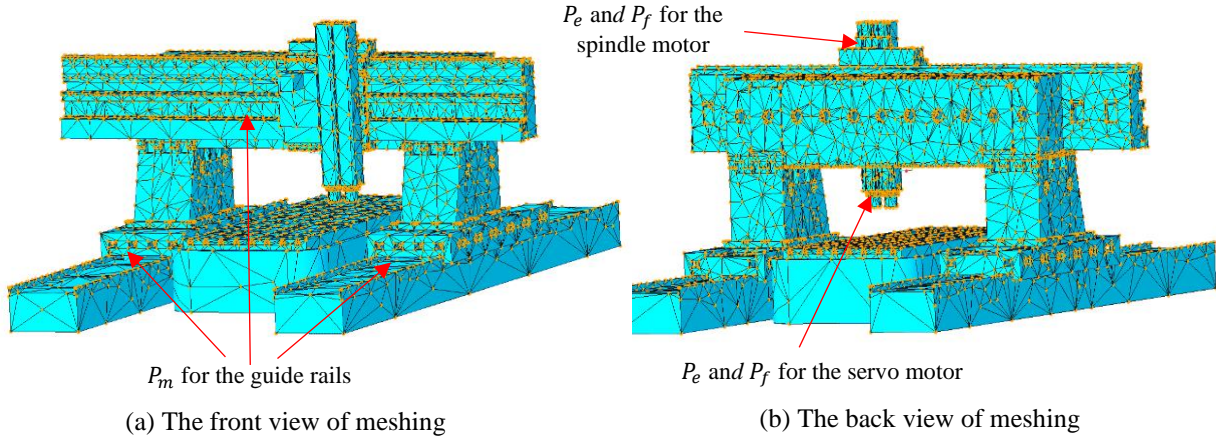 P_e and P_f for the
spindle motor
P_m for the guide rails
P_e and P_f for the servo motor
(a) The front view of meshing
(b) The back view of meshing